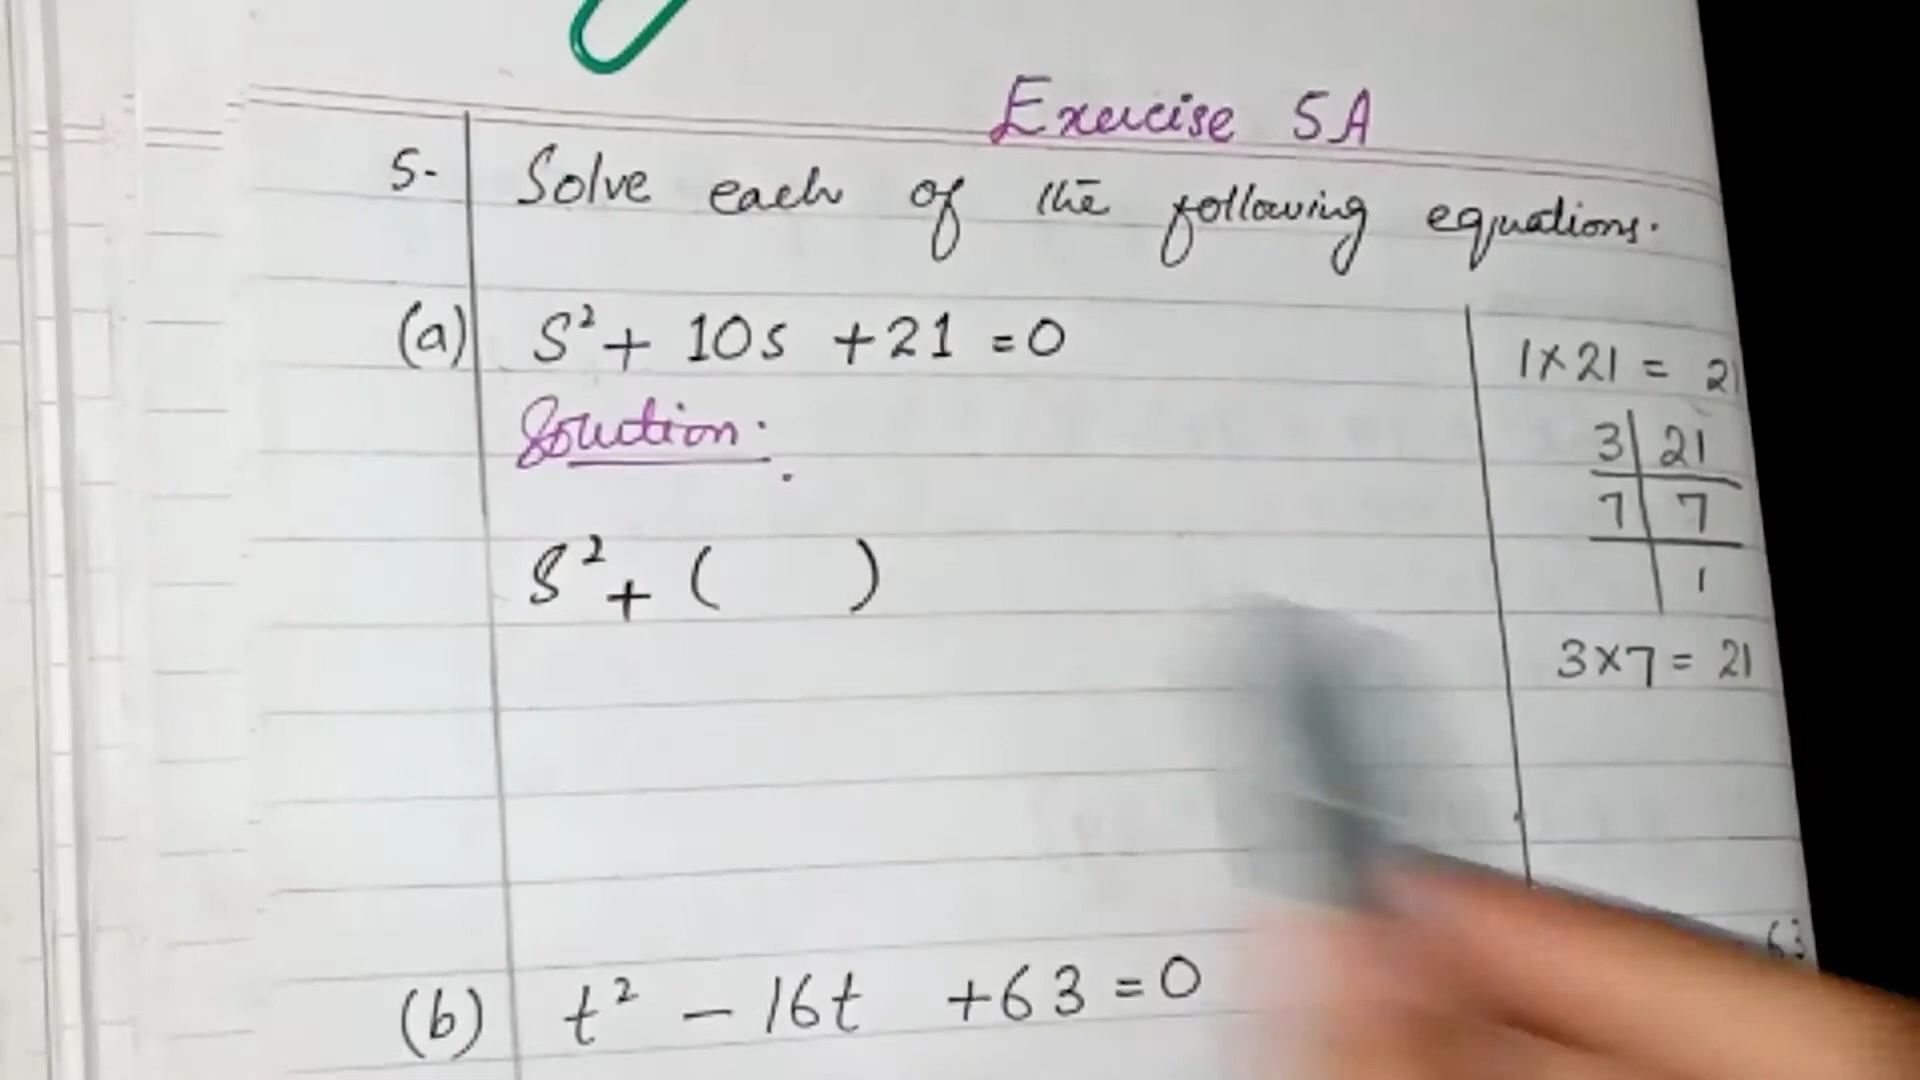 Exercise 5A
5. Solve each of the following equations.
(a) S² + 10s + 21 = 0
Solution.
S² + ( )
1×21 = 21
3 | 21
7 | 7
1
3×7 = 21
63
(b) t² - 16t + 63 = 0